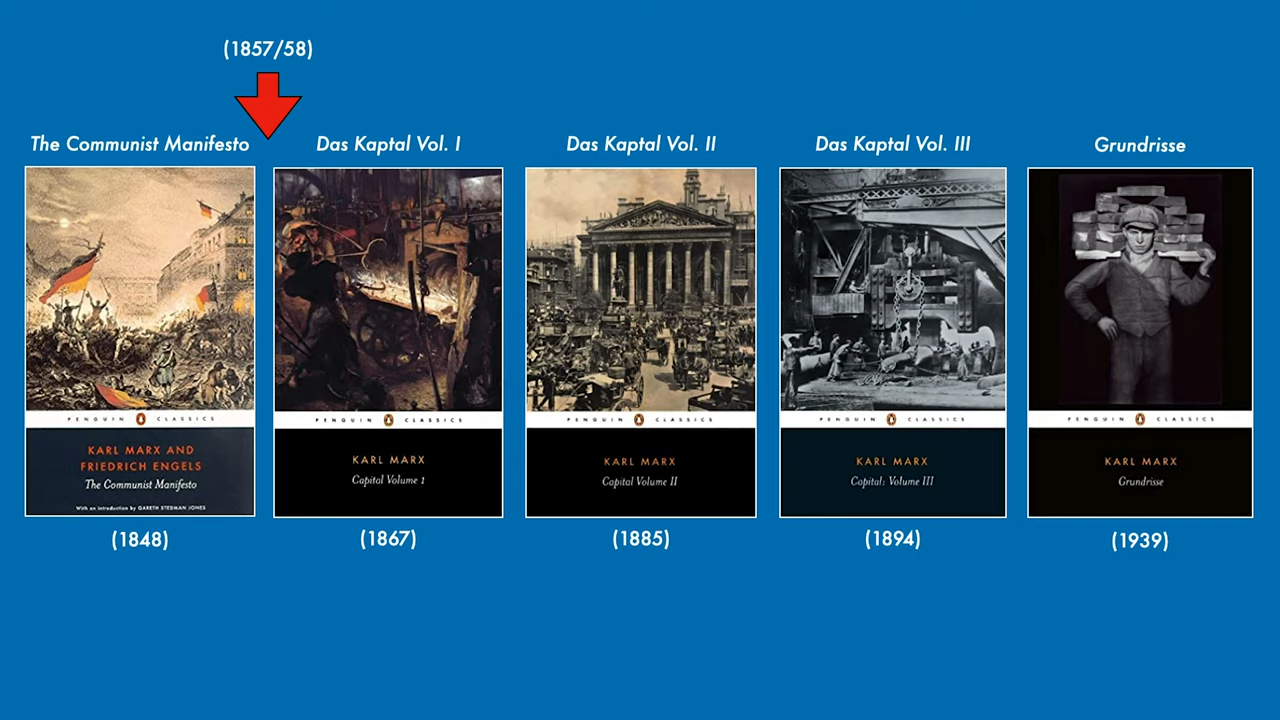 (1857/58)
The Communist Manifesto
Das Kaptal Vol. I
Das Kaptal Vol. II
Das Kaptal Vol. III
Grundrisse
PENGUIN CLASSICS
KARL MARX AND
FRIEDRICH ENGELS
The Communist Manifesto
With an introduction by GARETH STEDMAN JONES
PENGUIN CLASSICS
KARL MARX
Capital Volume 1
PENGUIN CLASSICS
KARL MARX
Capital Volume II
PENGUIN CLASSICS
KARL MARX
Capital: Volume III
PENGUIN CLASSICS
KARL MARX
Grundrisse
(1848)
(1867)
(1885)
(1894)
(1939)